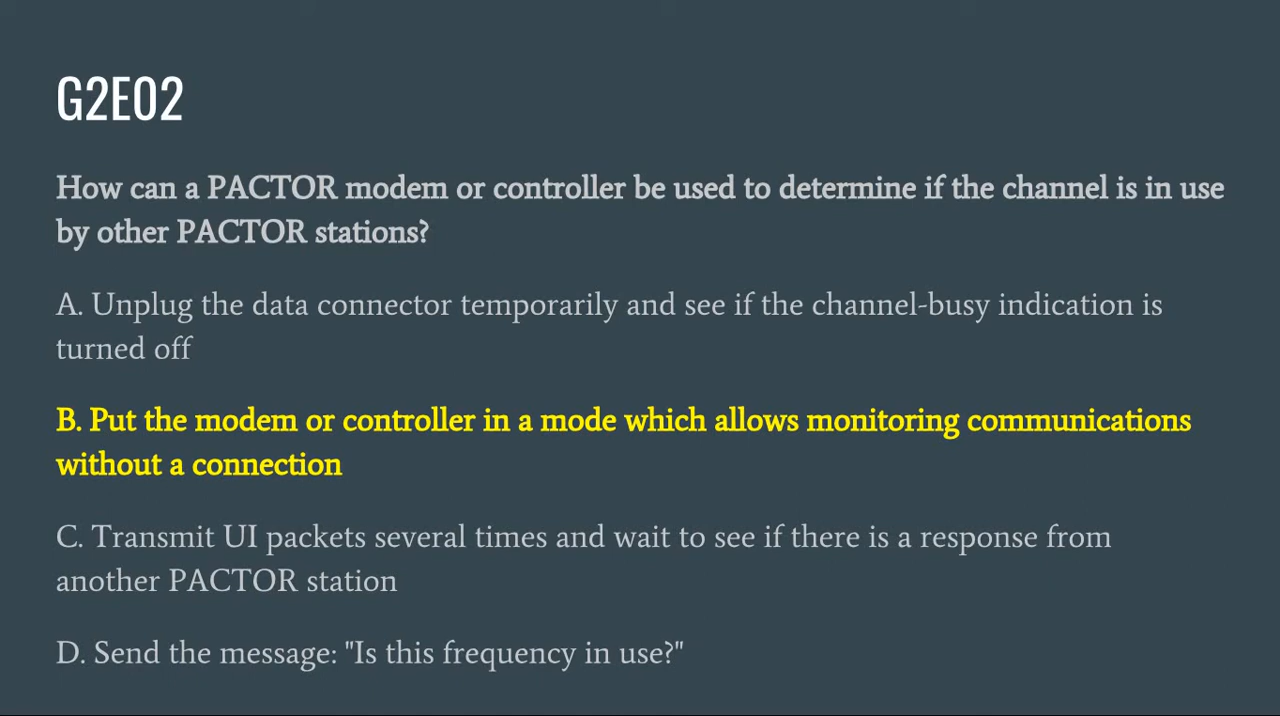 G2E02
How can a PACTOR modem or controller be used to determine if the channel is in use
by other PACTOR stations?
A. Unplug the data connector temporarily and see if the channel-busy indication is
turned off
B. Put the modem or controller in a mode which allows monitoring communications
without a connection
C. Transmit UI packets several times and wait to see if there is a response from
another PACTOR station
D. Send the message: "Is this frequency in use?"